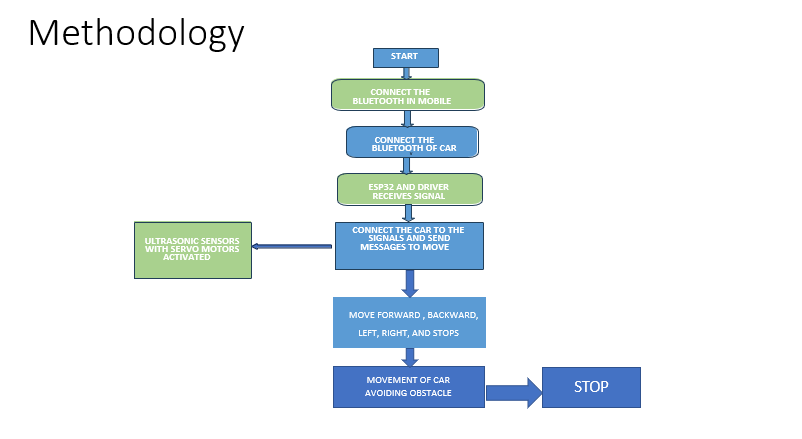 Methodology
START
CONNECT THE
BLUETOOTH IN MOBILE
CONNECT THE
BLUETOOTH OF CAR
ESP32 AND DRIVER
RECEIVES SIGNAL
CONNECT THE CAR TO THE
SIGNALS AND SEND
MESSAGES TO MOVE
ULTRASONIC SENSORS
WITH SERVO MOTORS
ACTIVATED
MOVE FORWARD , BACKWARD,
LEFT, RIGHT, AND STOPS
MOVEMENT OF CAR
AVOIDING OBSTACLE
STOP